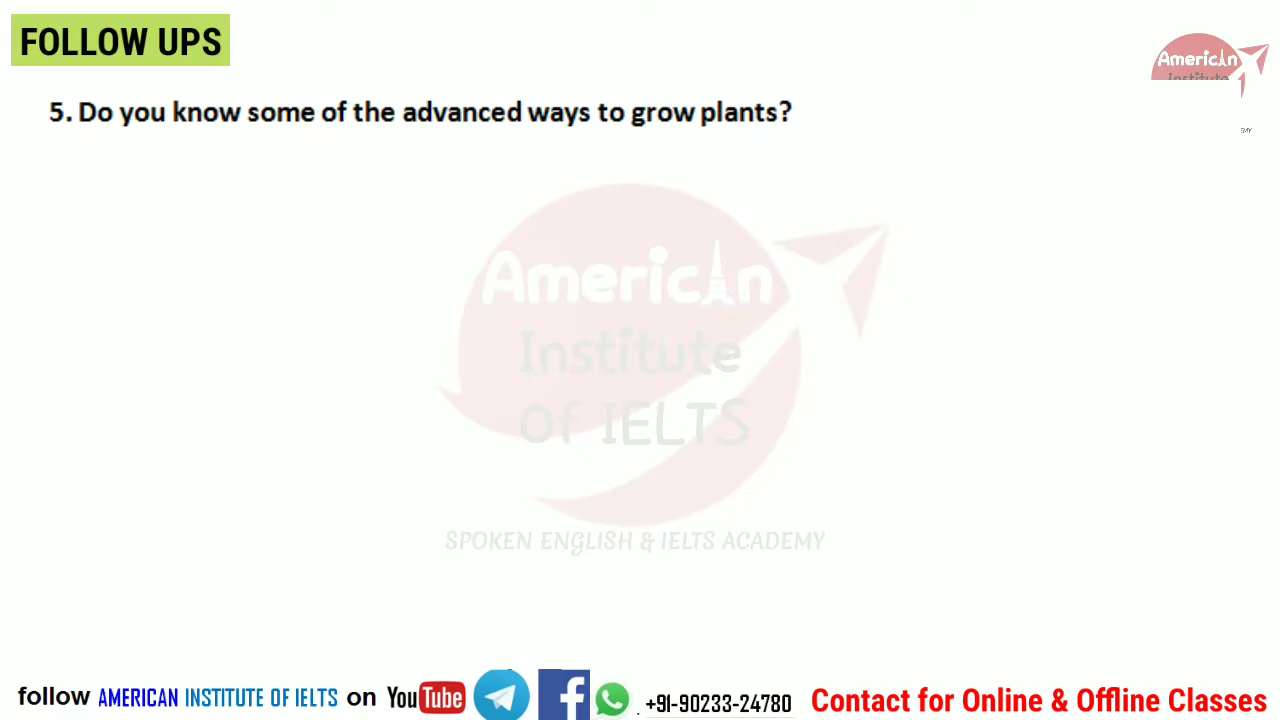 FOLLOW UPS
American
Institute
EMY
5. Do you know some of the advanced ways to grow plants?
American
Institute
Of IELTS
SPOKEN ENGLISH & IELTS ACADEMY
follow AMERICAN INSTITUTE OF IELTS on YouTube +91-90233-24780 Contact for Online & Offline Classes